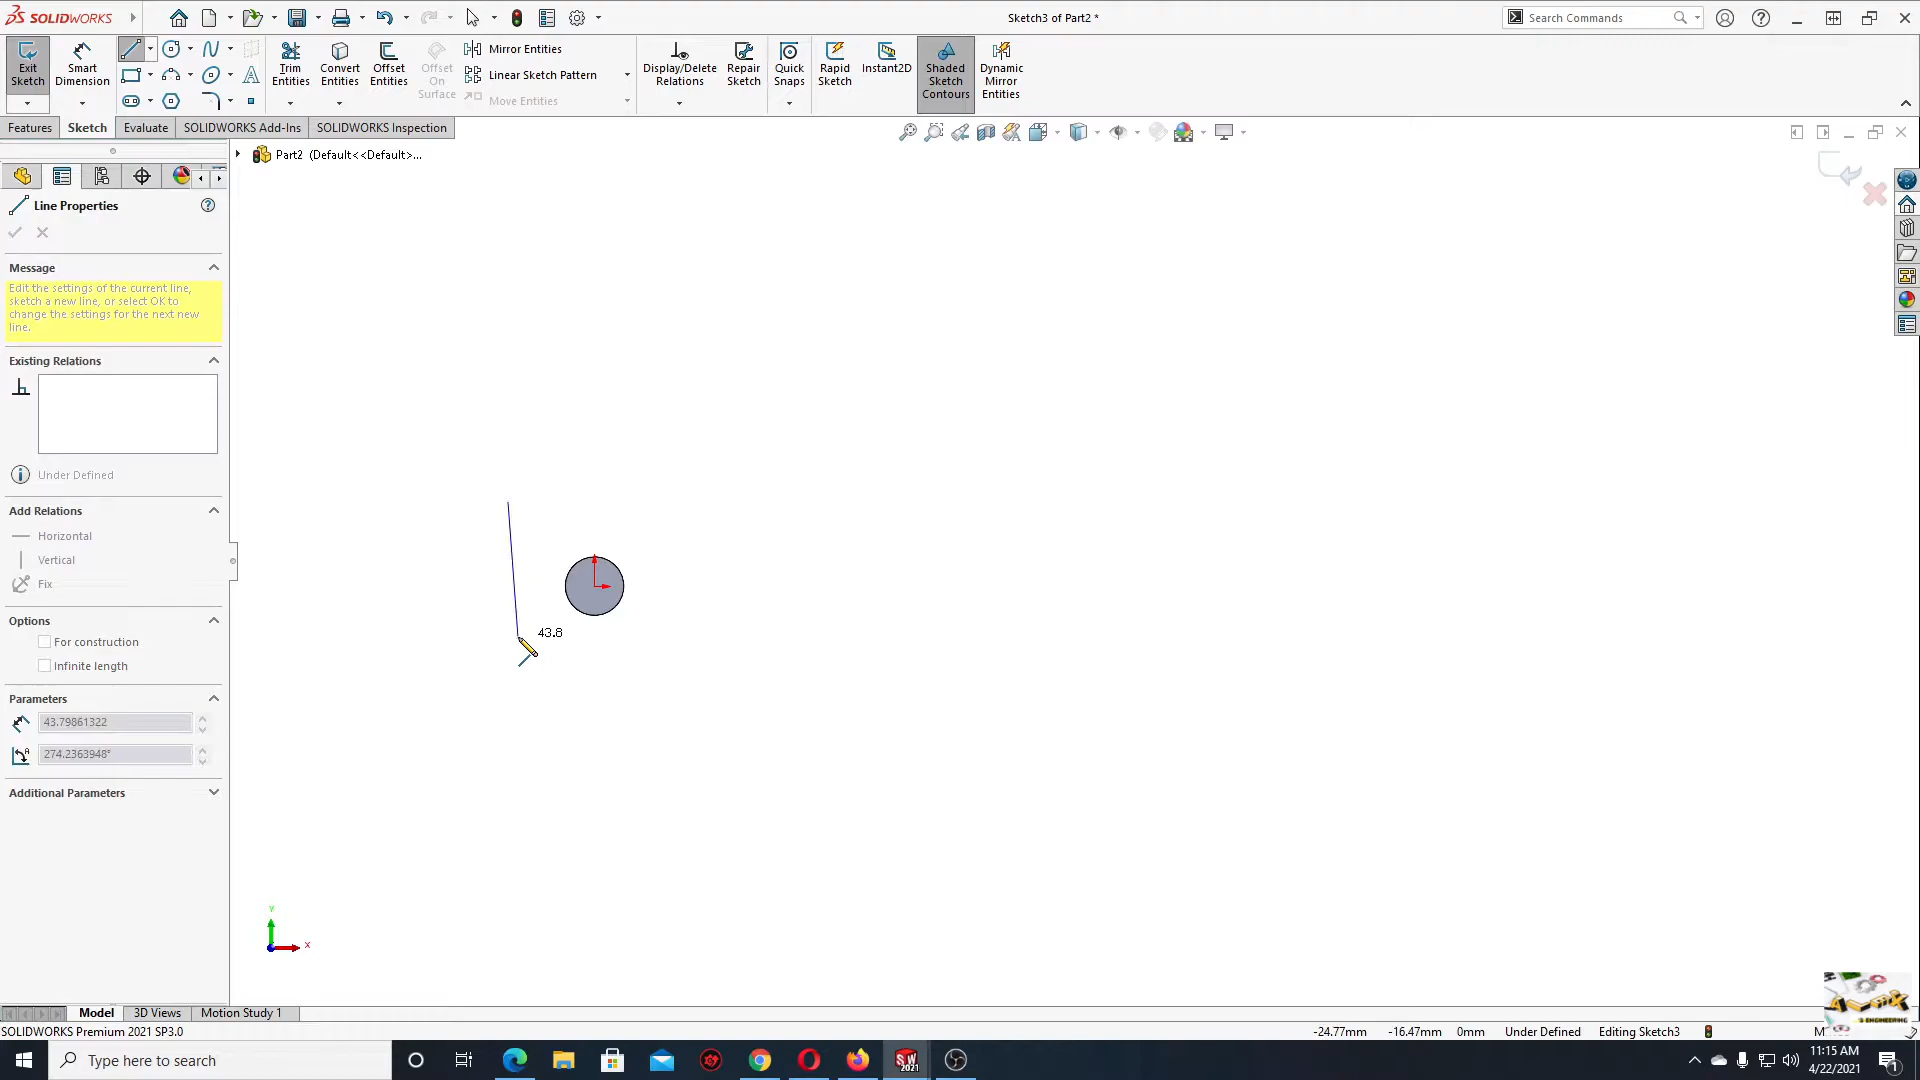 SOLIDWORKS
Sketch3 of Part2 *
Search Commands
Exit Sketch
Smart Dimension
Trim Entities
Convert Entities
Offset Entities
Offset On Surface
Mirror Entities
Linear Sketch Pattern
Move Entities
Display/Delete Relations
Repair Sketch
Quick Snaps
Rapid Sketch
Instant2D
Shaded Sketch Contours
Dynamic Mirror Entities
Features
Sketch
Evaluate
SOLIDWORKS Add-Ins
SOLIDWORKS Inspection
Part2 (Default<<Default>...
Line Properties
Message
Edit the settings of the current line,
sketch a new line, or select OK to
change the settings for the next new
line.
Existing Relations
Under Defined
Add Relations
Horizontal
Vertical
Fix
Options
For construction
Infinite length
Parameters
43.79861322
274.2363948°
Additional Parameters
43.8
Y
X
Model
3D Views
Motion Study 1
SOLIDWORKS Premium 2021 SP3.0
-24.77mm
-16.47mm
0mm
Under Defined
Editing Sketch3
Type here to search
11:15 AM
4/22/2021